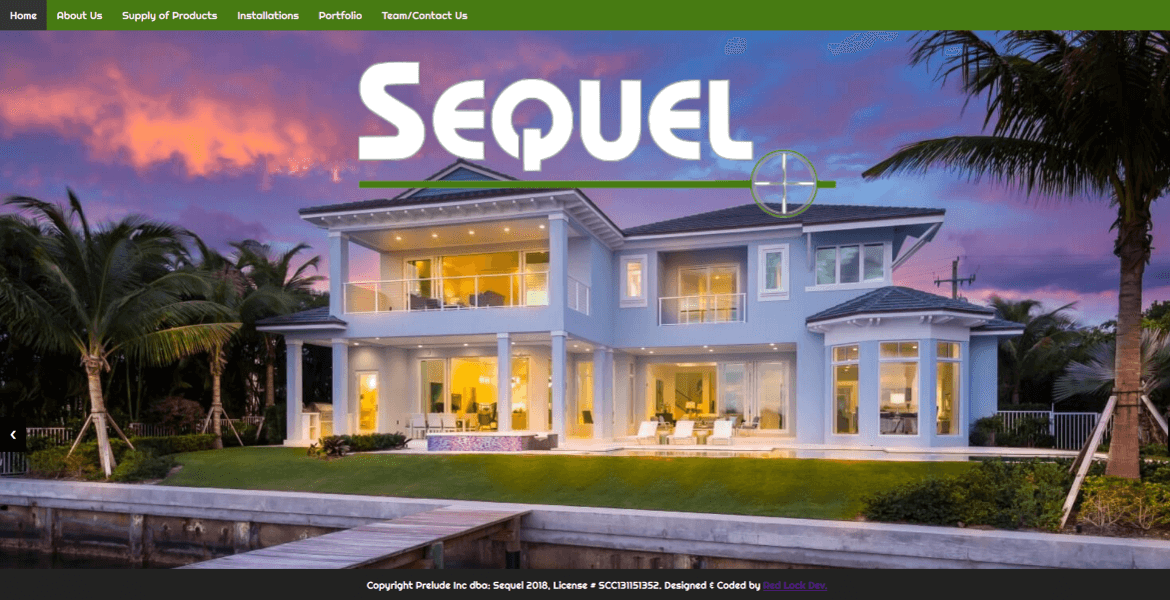 Home About Us Supply of Products Installations Portfolio Team/Contact Us
SEQUEL
Copyright Prelude Inc dba: Sequel 2018, License # SCC131151352. Designed & Coded by Red Lock Dev.